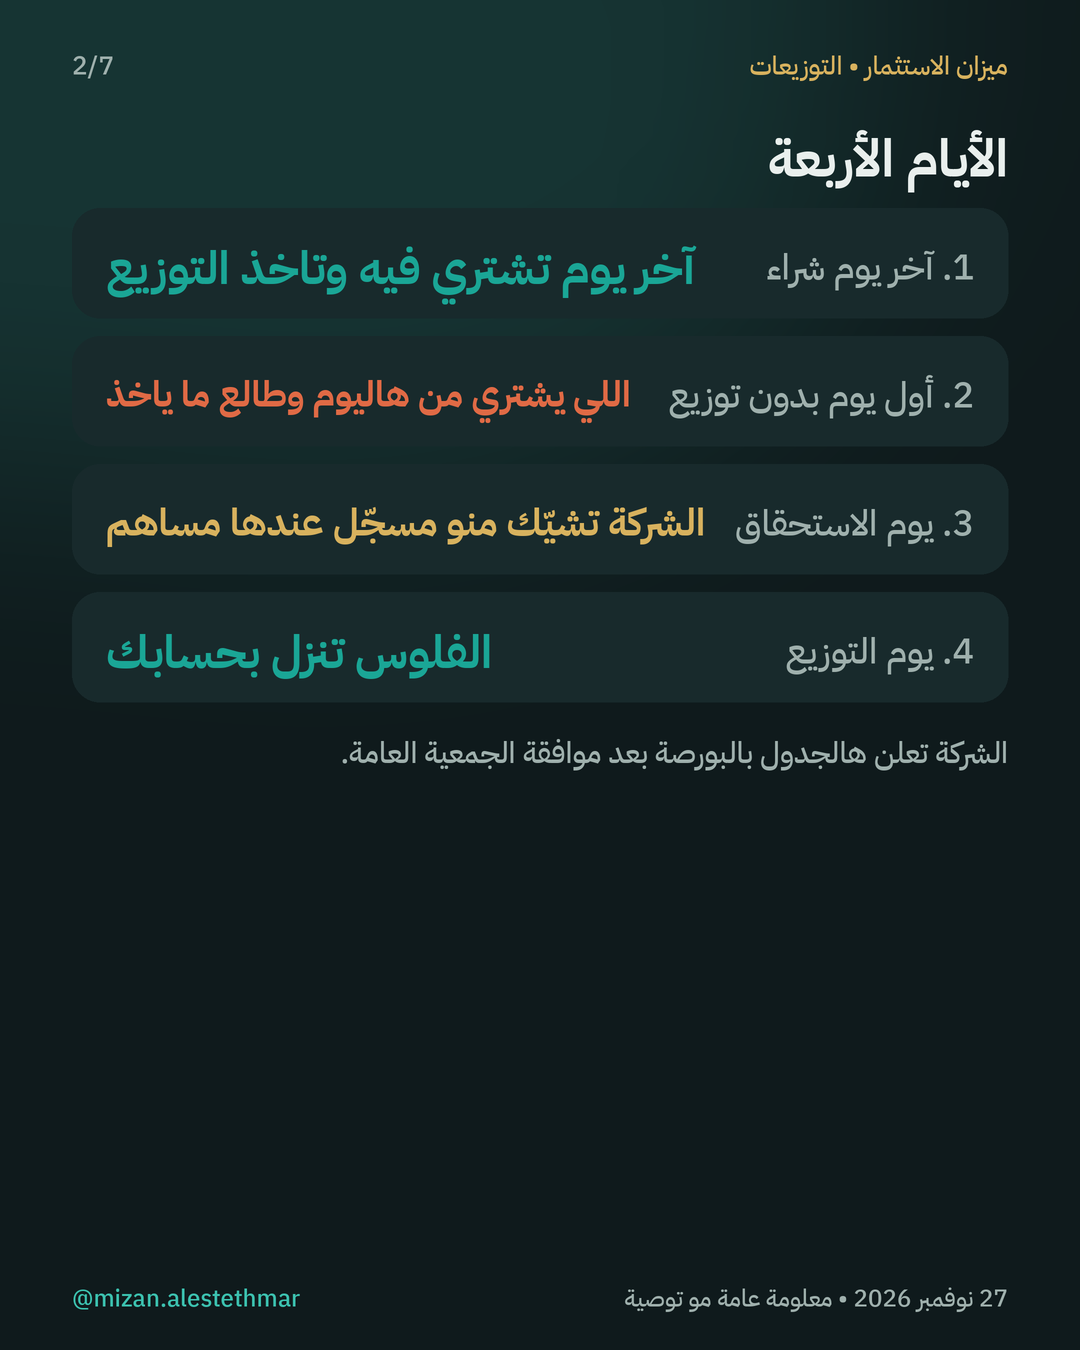 ميزان الاستثمار • التوزيعات
2/7
الأيام الأربعة
1. آخر يوم شراء
آخر يوم تشتري فيه وتاخذ التوزيع
2. أول يوم بدون توزيع
اللي يشتري من هاليوم وطالع ما ياخذ
3. يوم الاستحقاق
الشركة تشيّك منو مسجّل عندها مساهم
4. يوم التوزيع
الفلوس تنزل بحسابك
الشركة تعلن هالجدول بالبورصة بعد موافقة الجمعية العامة.
27 نوفمبر 2026 • معلومة عامة مو توصية
@mizan.alestethmar